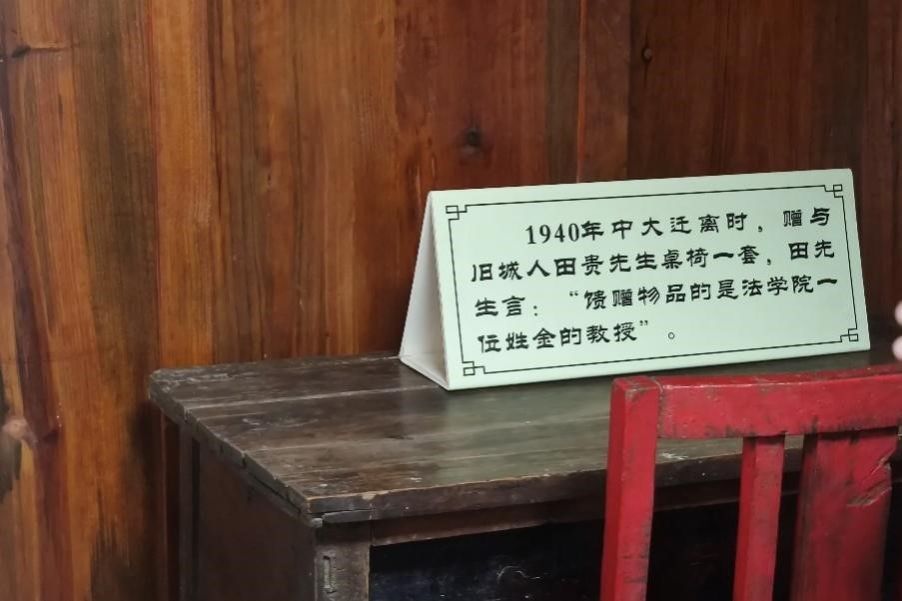 1940年中大迁离时，赠与
旧城人田贵先生桌椅一套，田先
生言：“馈赠物品的是法学院一
位姓金的教授”。